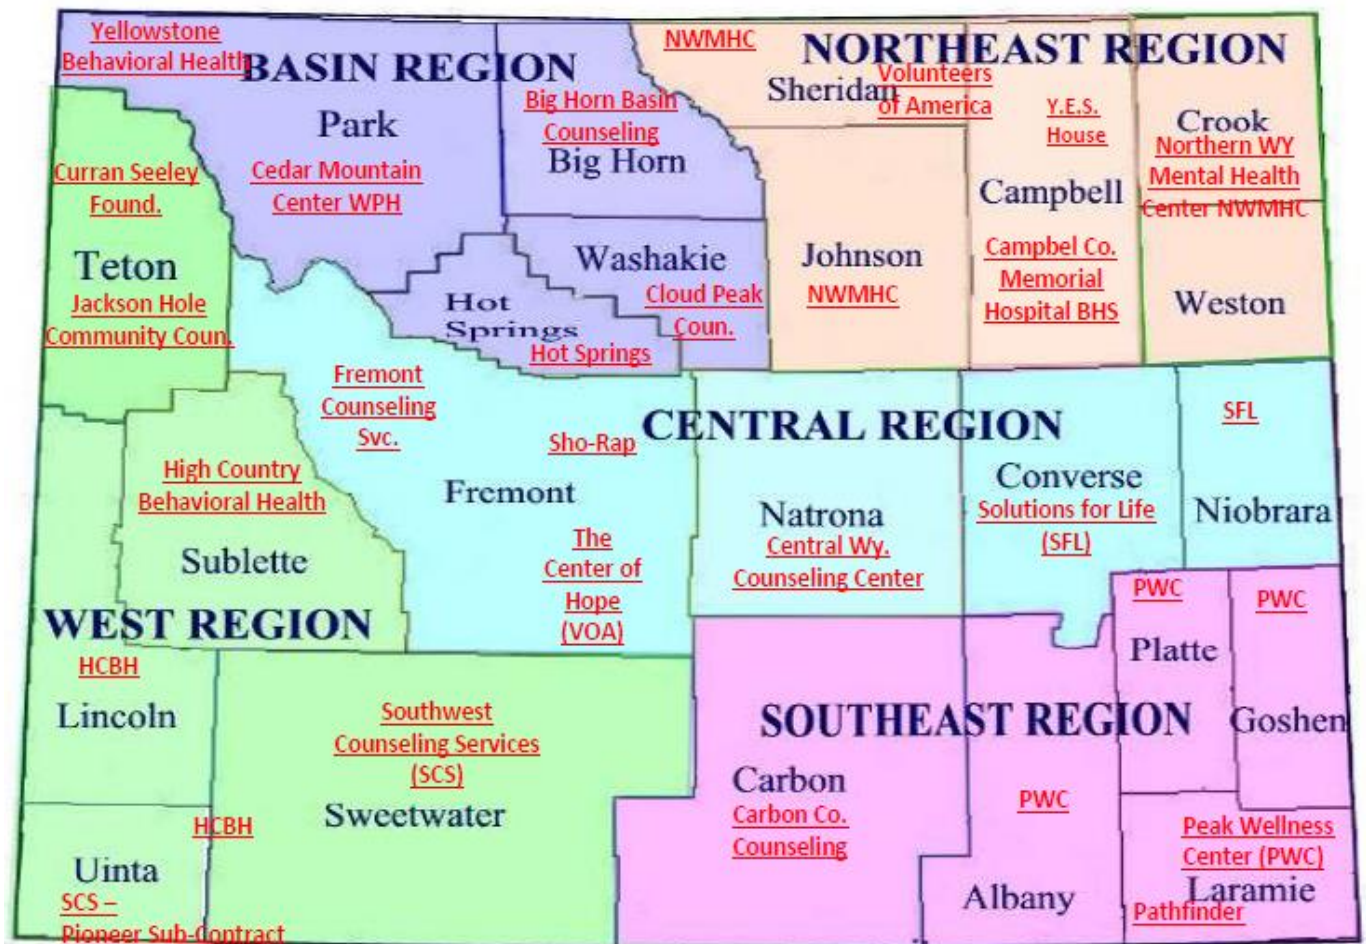 Yellowstone
Behavioral Health
BASIN REGION
Park
Cedar Mountain
Center WPH
Big Horn Basin
Counseling
Big Horn
Washakie
Cloud Peak
Coun.
Hot
Springs
Hot Springs
NWMHC
NORTHEAST REGION
Sheridan
Volunteers
of America
Y.E.S.
House
Campbell
Campbel Co.
Memorial
Hospital BHS
Crook
Northern WY
Mental Health
Center NWMHC
Weston
Johnson
NWMHC
Curran Seeley
Found.
Teton
Jackson Hole
Community Coun.
High Country
Behavioral Health
Sublette
WEST REGION
HCBH
Lincoln
Southwest
Counseling Services
(SCS)
Sweetwater
HCBH
Uinta
SCS –
Pioneer Sub-Contract
Fremont
Counseling
Svc.
Sho-Rap
CENTRAL REGION
Fremont
The
Center of
Hope
(VOA)
Natrona
Central Wy.
Counseling Center
Converse
Solutions for Life
(SFL)
SFL
Niobrara
PWC
Platte
PWC
Goshen
SOUTHEAST REGION
Carbon
Carbon Co.
Counseling
PWC
Albany
Peak Wellness
Center (PWC)
Laramie
Pathfinder